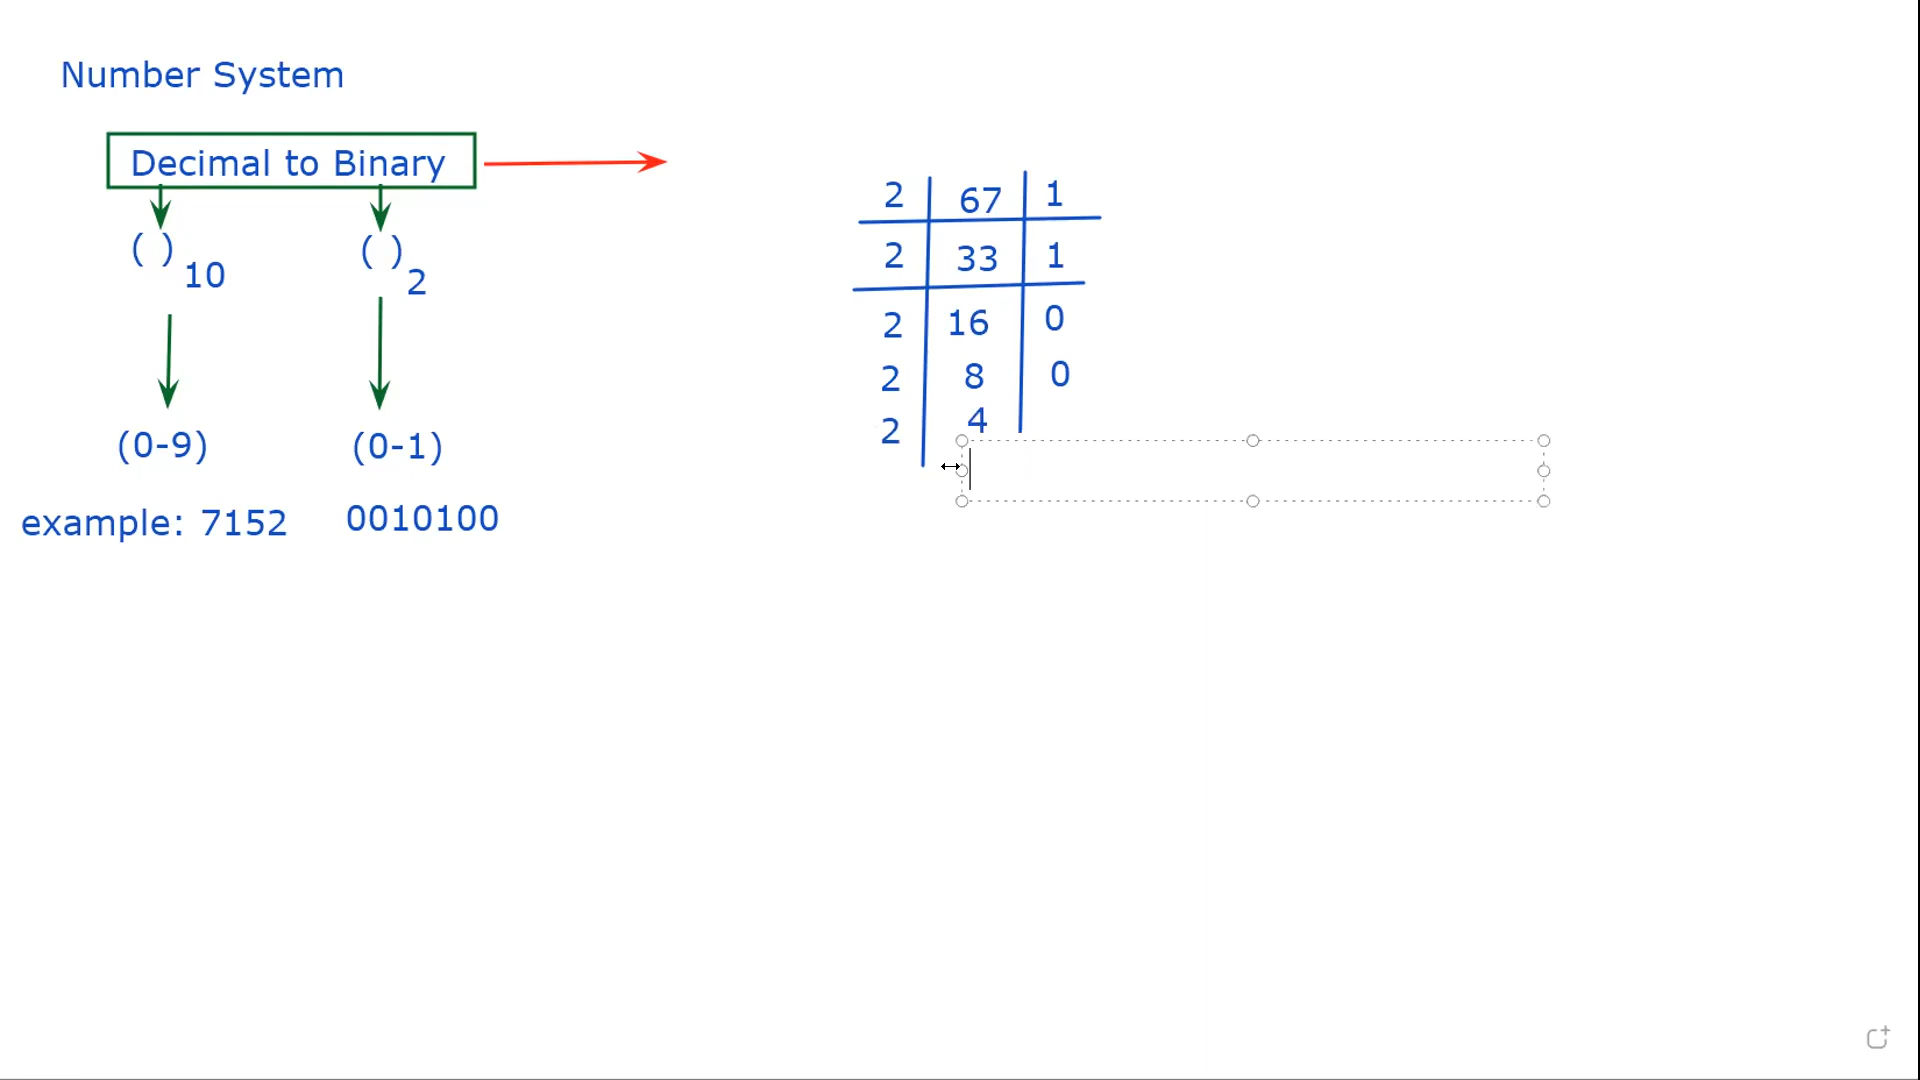 Number System
Decimal to Binary
( ) 10 ( ) 2
(0-9) (0-1)
example: 7152 0010100
2 67 1
2 33 1
2 16 0
2 8 0
2 4